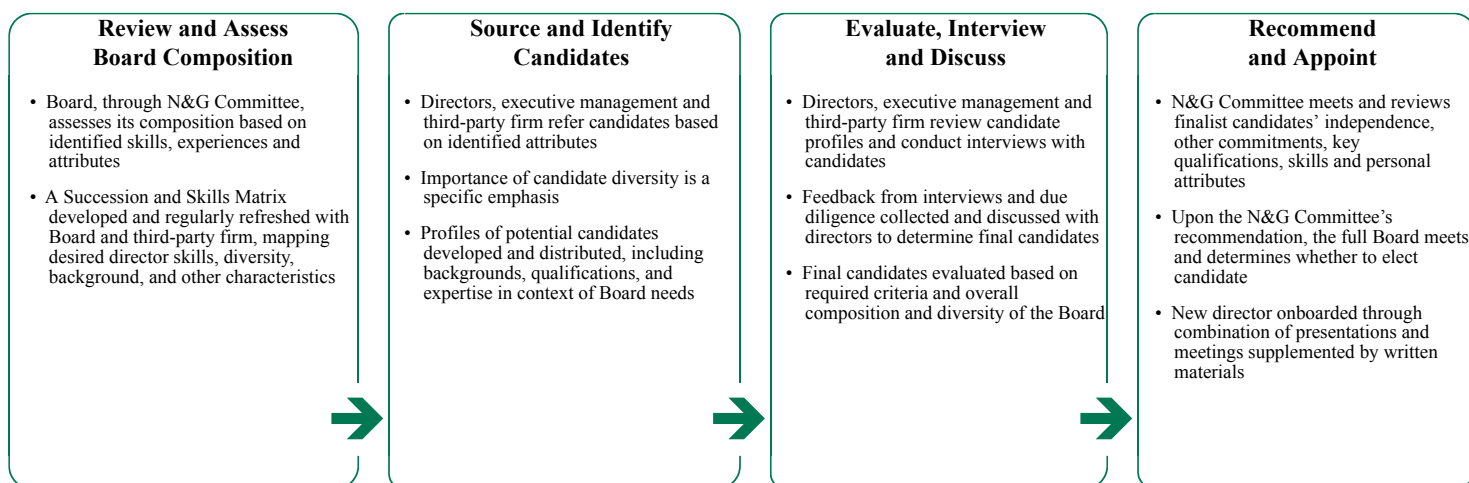 Review and Assess
Board Composition
• Board, through N&G Committee,
assesses its composition based on
identified skills, experiences and
attributes
• A Succession and Skills Matrix
developed and regularly refreshed with
Board and third-party firm, mapping
desired director skills, diversity,
background, and other characteristics
Source and Identify
Candidates
• Directors, executive management and
third-party firm refer candidates based
on identified attributes
• Importance of candidate diversity is a
specific emphasis
• Profiles of potential candidates
developed and distributed, including
backgrounds, qualifications, and
expertise in context of Board needs
Evaluate, Interview
and Discuss
• Directors, executive management and
third-party firm review candidate
profiles and conduct interviews with
candidates
• Feedback from interviews and due
diligence collected and discussed with
directors to determine final candidates
• Final candidates evaluated based on
required criteria and overall
composition and diversity of the Board
Recommend
and Appoint
• N&G Committee meets and reviews
finalist candidates’ independence,
other commitments, key
qualifications, skills and personal
attributes
• Upon the N&G Committee’s
recommendation, the full Board meets
and determines whether to elect
candidate
• New director onboarded through
combination of presentations and
meetings supplemented by written
materials